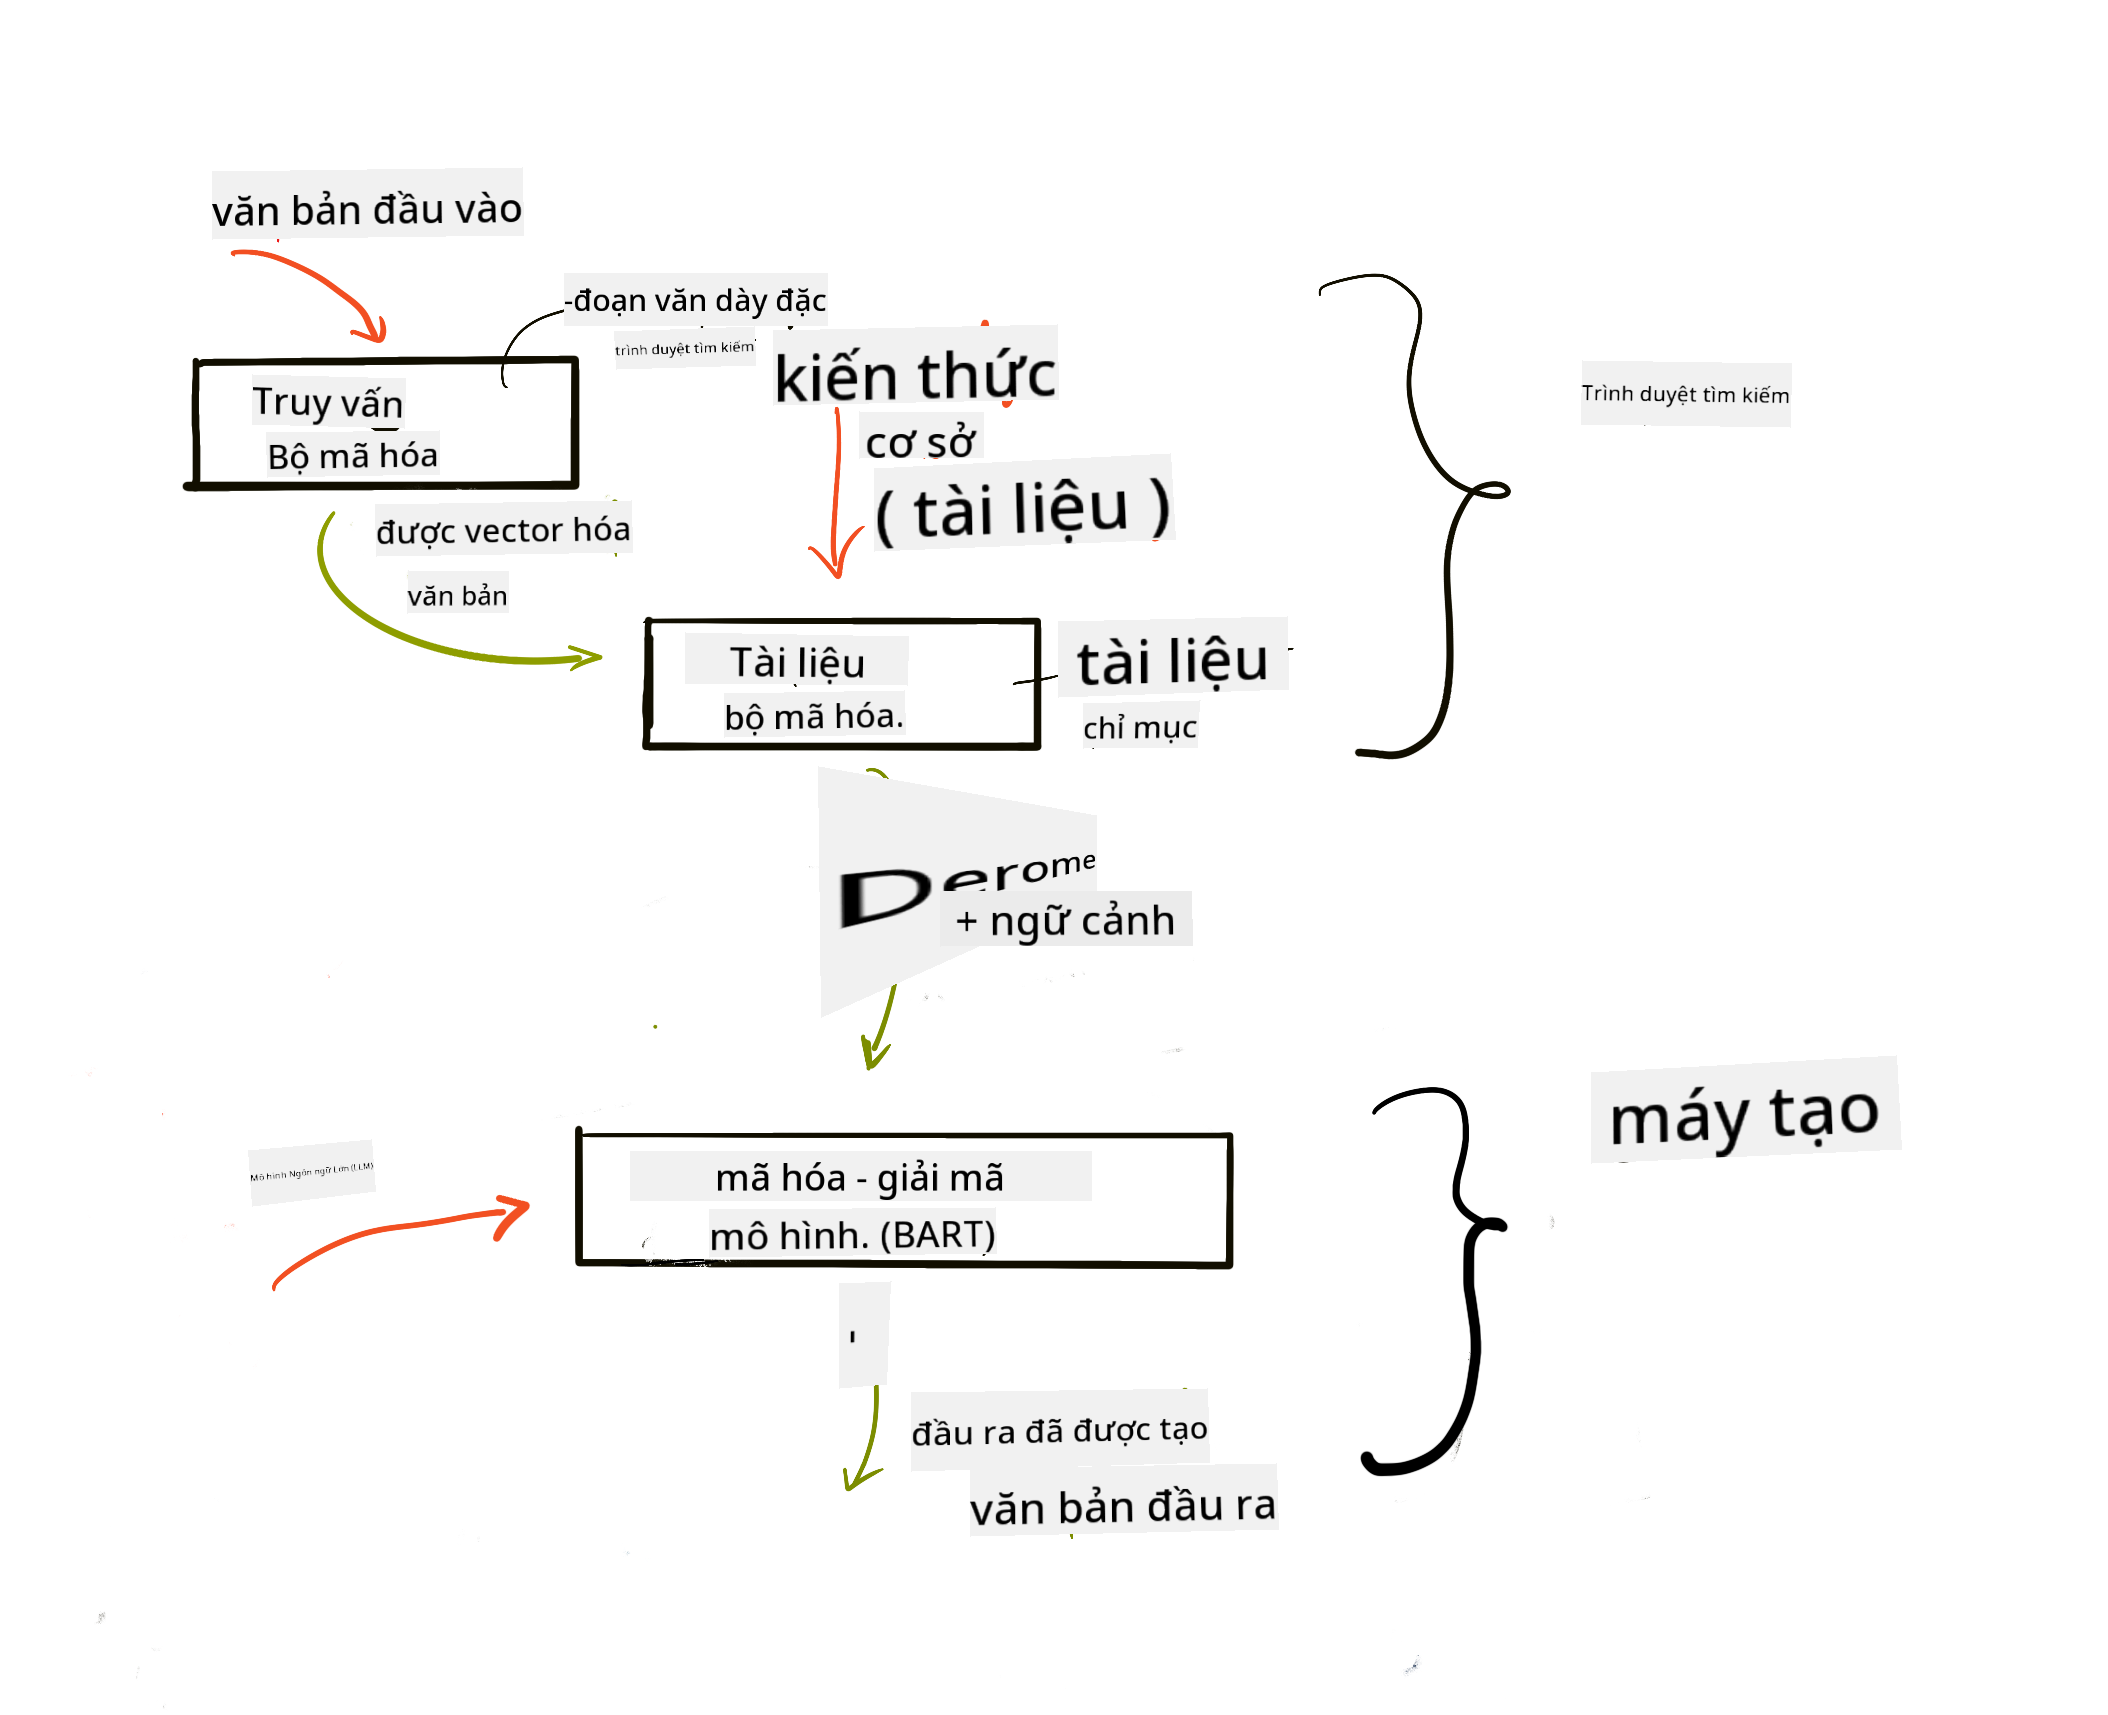 văn bản đầu vào
-đoạn văn dày đặc
trình duyệt tìm kiếm
Truy vấn
Bộ mã hóa
kiến thức
cơ sở
( tài liệu )
Trình duyệt tìm kiếm
được vector hóa
văn bản
Tài liệu
bộ mã hóa.
tài liệu
chỉ mục
Derome
+ ngữ cảnh
máy tạo
Mô hình Ngôn ngữ Lớn (LLM)
mã hóa - giải mã
mô hình. (BART)
'
đầu ra đã được tạo
văn bản đầu ra